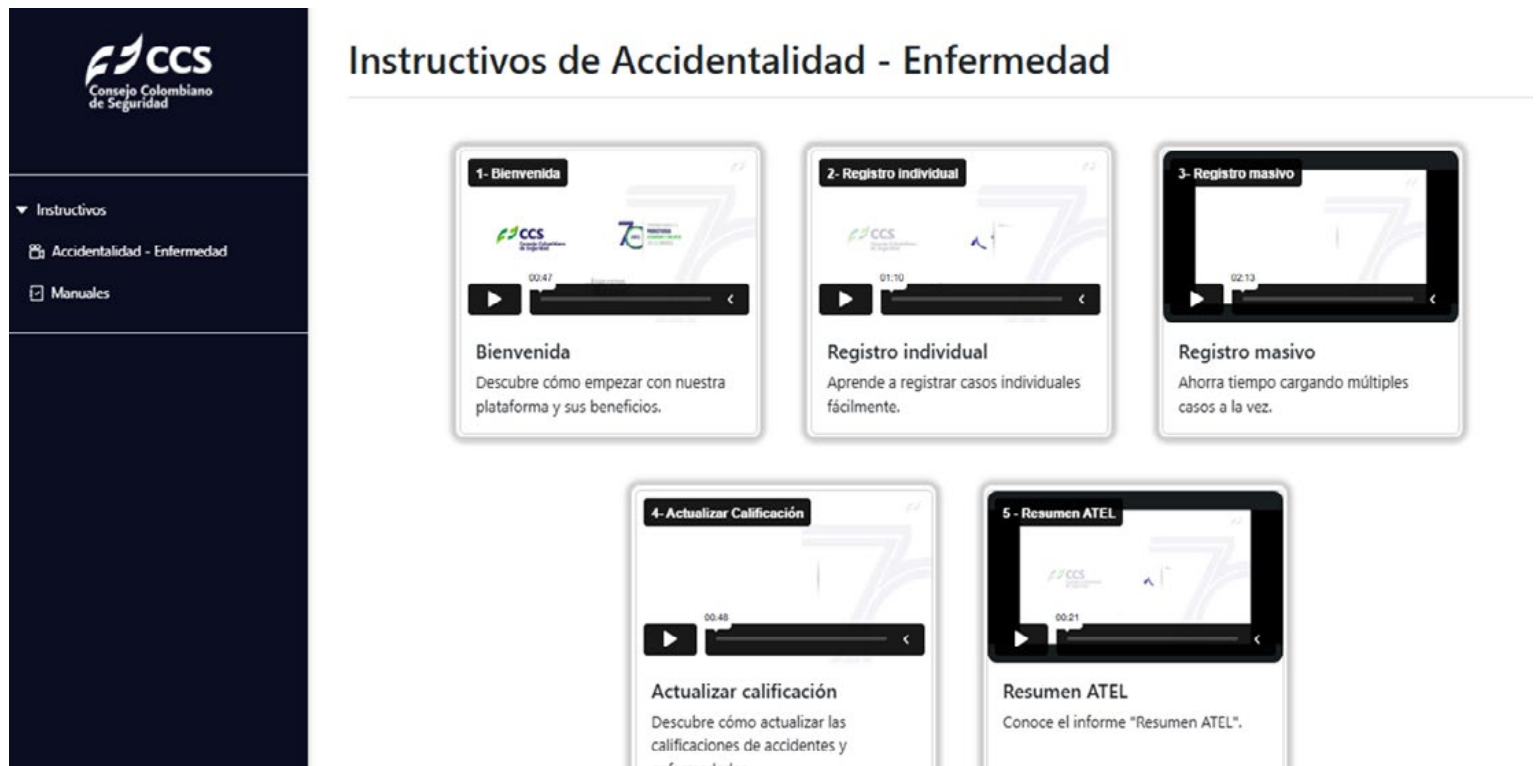 CCS
Consejo Colombiano
de Seguridad
Instructivos
Accidentalidad - Enfermedad
Manuales
Instructivos de Accidentalidad - Enfermedad
1- Bienvenida
CCS
Consejo Colombiano
de Seguridad
00:47
Bienvenida
Descubre cómo empezar con nuestra
plataforma y sus beneficios.
2- Registro individual
CCS
01:10
Registro individual
Aprende a registrar casos individuales
fácilmente.
3- Registro masivo
02:13
Registro masivo
Ahorra tiempo cargando múltiples
casos a la vez.
4- Actualizar Calificación
00:48
Actualizar calificación
Descubre cómo actualizar las
calificaciones de accidentes y
5 - Resumen ATEL
CCS
00:21
Resumen ATEL
Conoce el informe "Resumen ATEL".